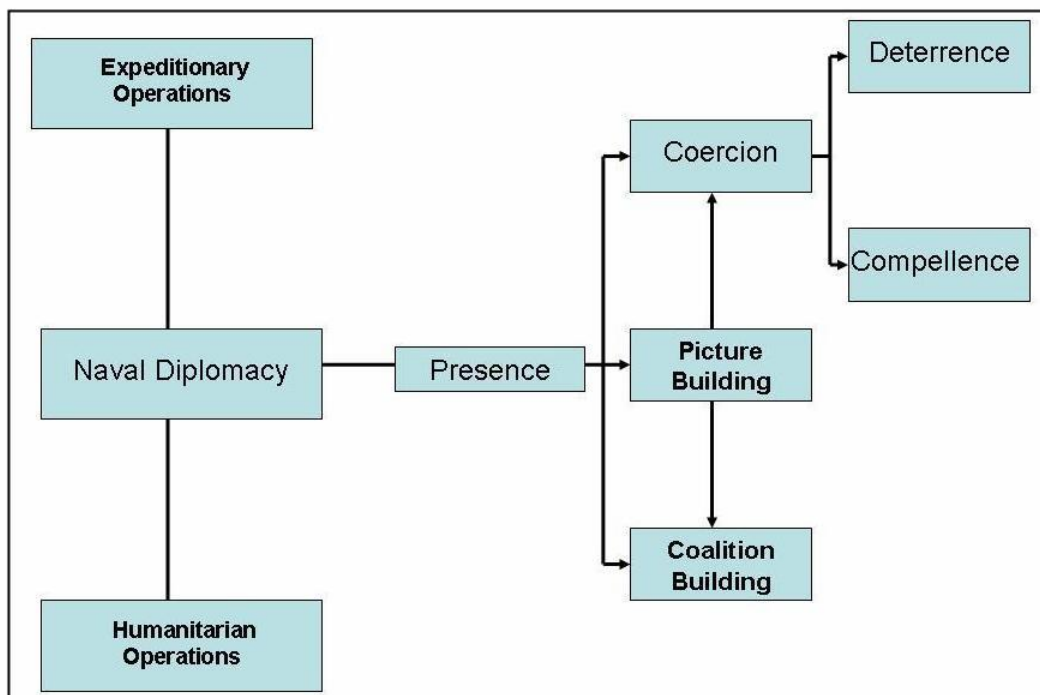 Expeditionary
Operations
Deterrence
Coercion
Compellence
Naval Diplomacy
Presence
Picture
Building
Coalition
Building
Humanitarian
Operations